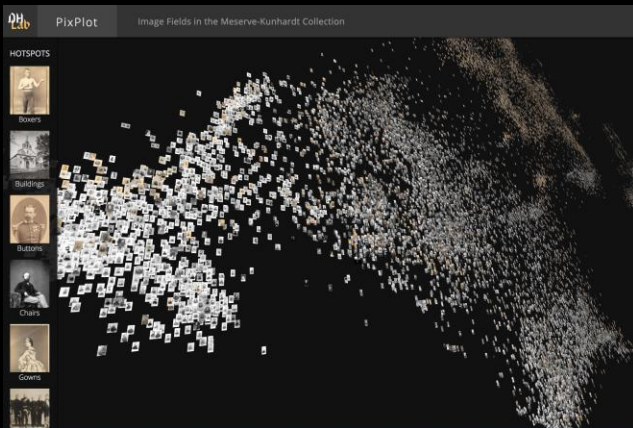 DH Lab
PixPlot
Image Fields in the Meserve-Kunhardt Collection
HOTSPOTS
Boxers
Buildings
Buttons
Chairs
Gowns